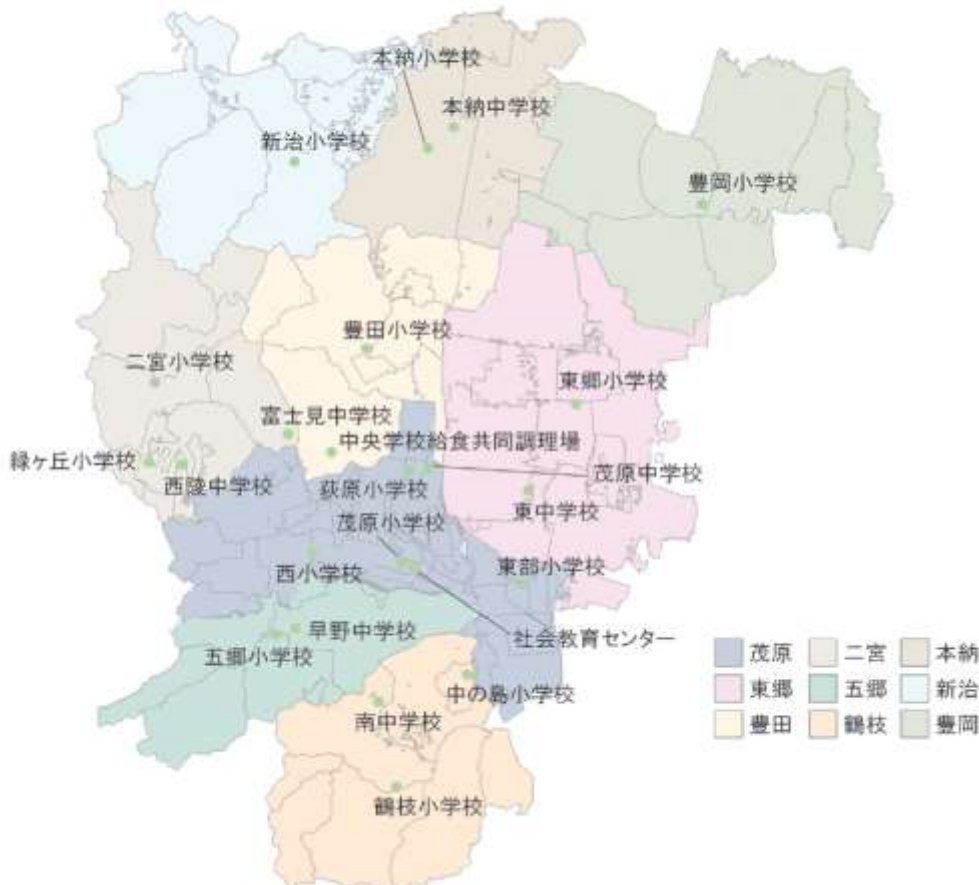 本納小学校
本納中学校
新治小学校
豊岡小学校
豊田小学校
二宮小学校
東郷小学校
富士見中学校
中央学校給食共同調理場
緑ヶ丘小学校
西陵中学校
萩原小学校
茂原中学校
東中学校
茂原小学校
西小学校
東部小学校
早野中学校
社会教育センター
五郷小学校
中の島小学校
南中学校
鶴枝小学校
茂原 二宮 本納
東郷 五郷 新治
豊田 鶴枝 豊岡